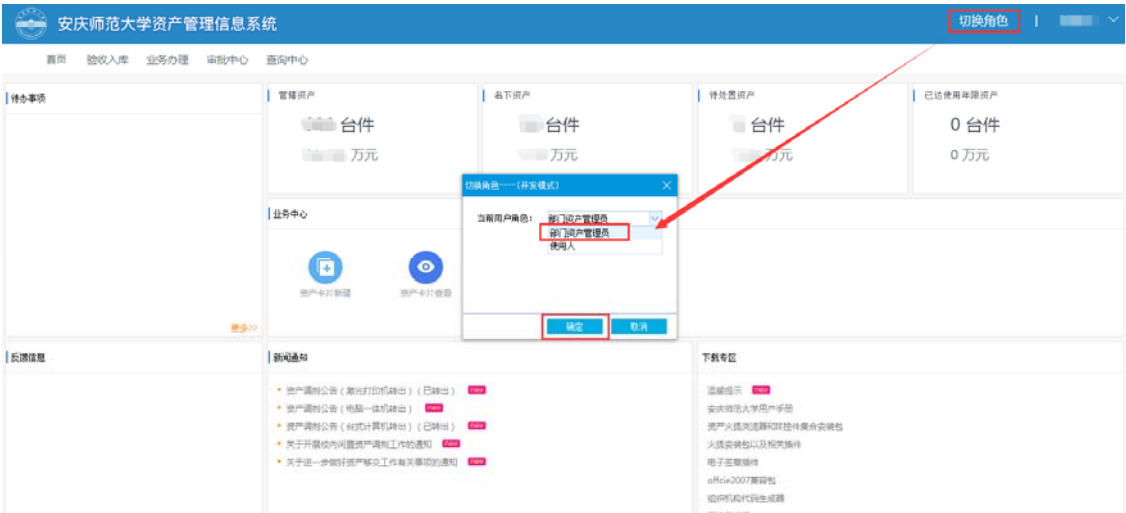 安庆师范大学资产管理信息系统
切换角色 |
首页 验收入库 业务办理 审批中心 查询中心
待办事项
更多>>
管辖资产
台件
万元
名下资产
台件
万元
待处置资产
台件
万元
已达使用年限资产
0 台件
0 万元
业务中心
资产卡片新建
资产卡片查看
切换角色----(开发模式)
当前用户角色：
部门资产管理员
部门资产管理员
使用人
确定 取消
反馈信息
新闻通知
资产调剂公告（激光打印机转出）（已转出） new
资产调剂公告（电脑一体机转出） new
资产调剂公告（台式计算机转出）（已转出） new
关于开展校内闲置资产调剂工作的通知 new
关于进一步做好资产移交工作有关事项的通知 new
下载专区
温馨提示 new
安庆师范大学用户手册
资产火狐浏览器和IE控件集合安装包
火狐安装包以及相关插件
电子签章插件
offcie2007兼容包
组织机构代码生成器